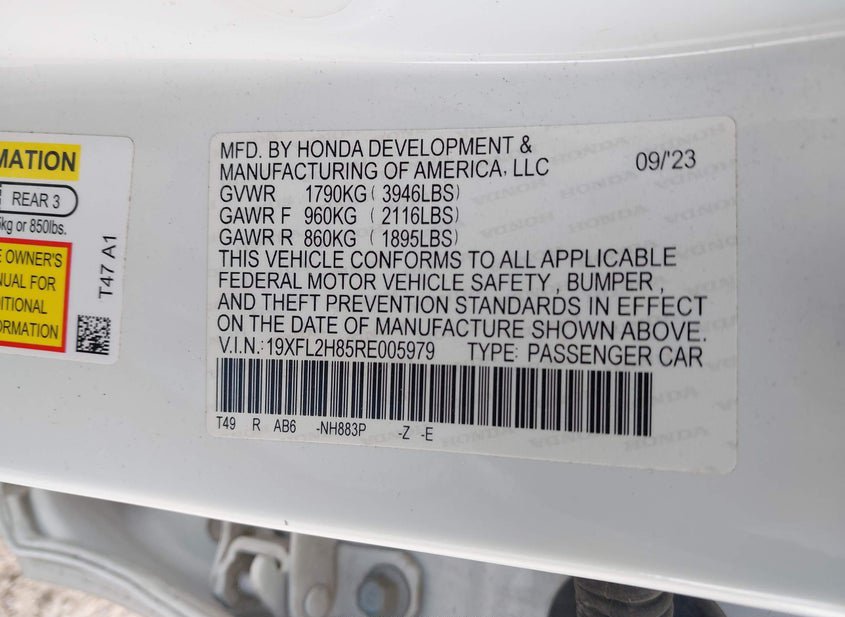 MATION
REAR 3
kg or 850lbs.
E OWNER'S
NUAL FOR
DITIONAL
FORMATION
T47 A1
MFD. BY HONDA DEVELOPMENT &
MANUFACTURING OF AMERICA, LLC 09/'23
GVWR 1790KG ( 3946LBS)
GAWR F 960KG ( 2116LBS)
GAWR R 860KG ( 1895LBS)
THIS VEHICLE CONFORMS TO ALL APPLICABLE
FEDERAL MOTOR VEHICLE SAFETY , BUMPER ,
AND THEFT PREVENTION STANDARDS IN EFFECT
ON THE DATE OF MANUFACTURE SHOWN ABOVE.
V.I.N.:19XFL2H85RE005979 TYPE: PASSENGER CAR
T49 R AB6 -NH883P -Z -E